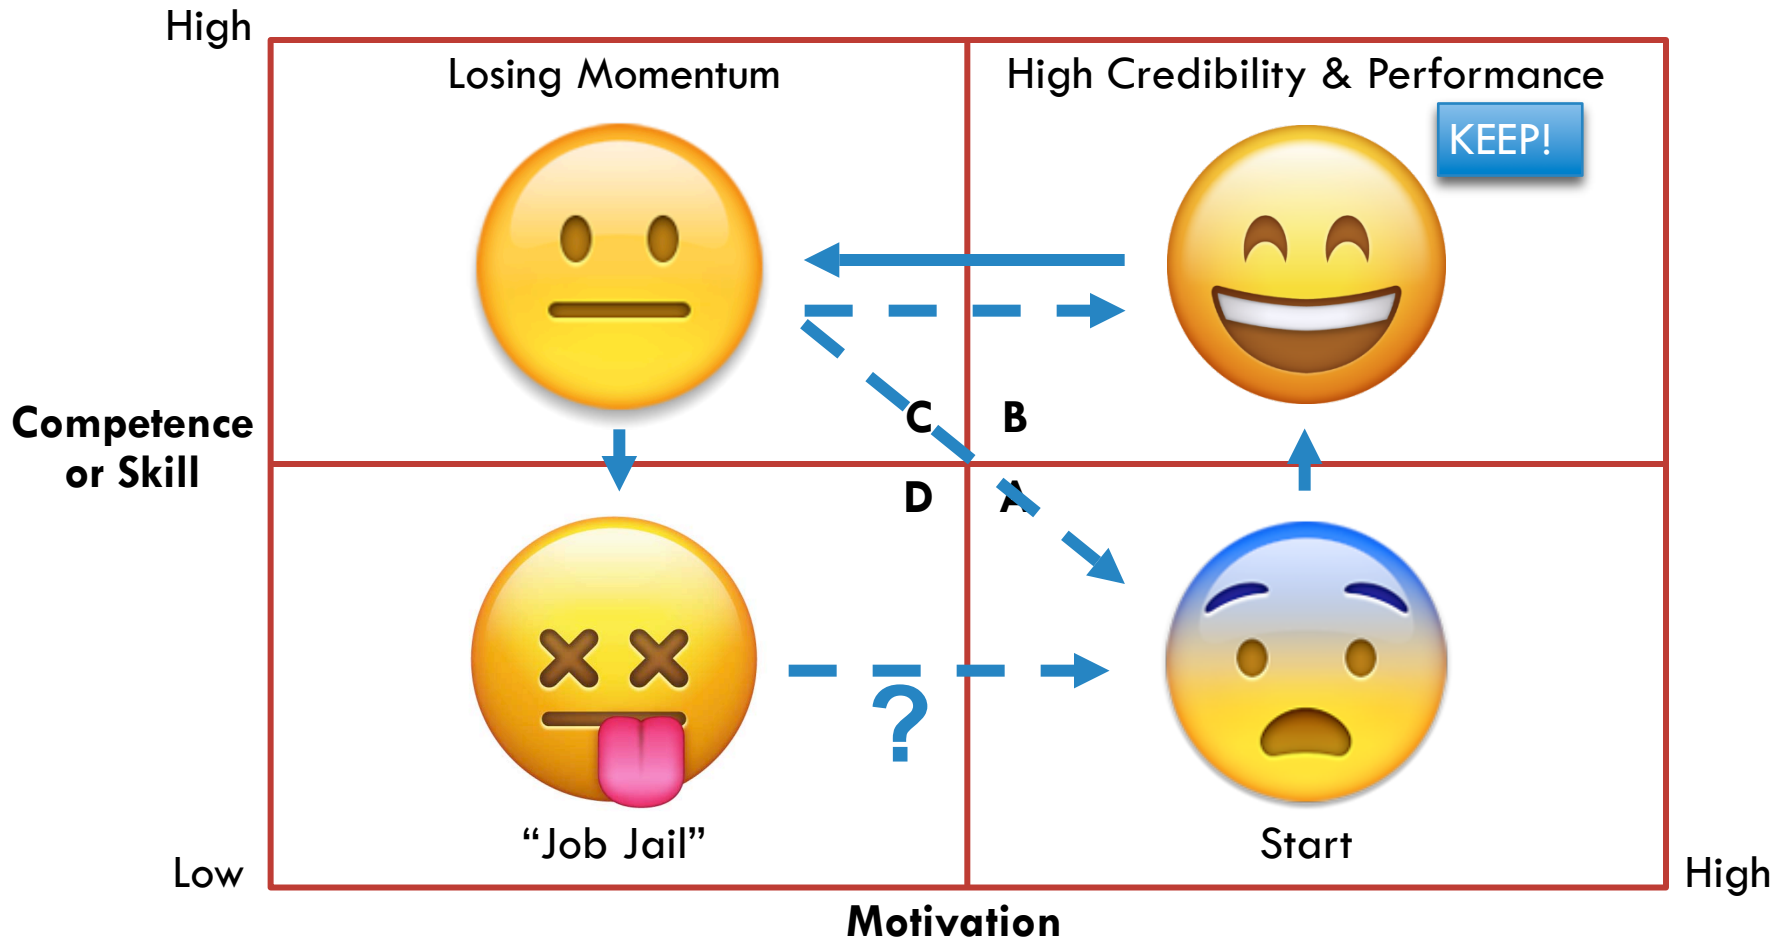 High
Losing Momentum
High Credibility & Performance
KEEP!
C
B
Competence
or Skill
D
A
?
“Job Jail”
Start
Low
High
Motivation